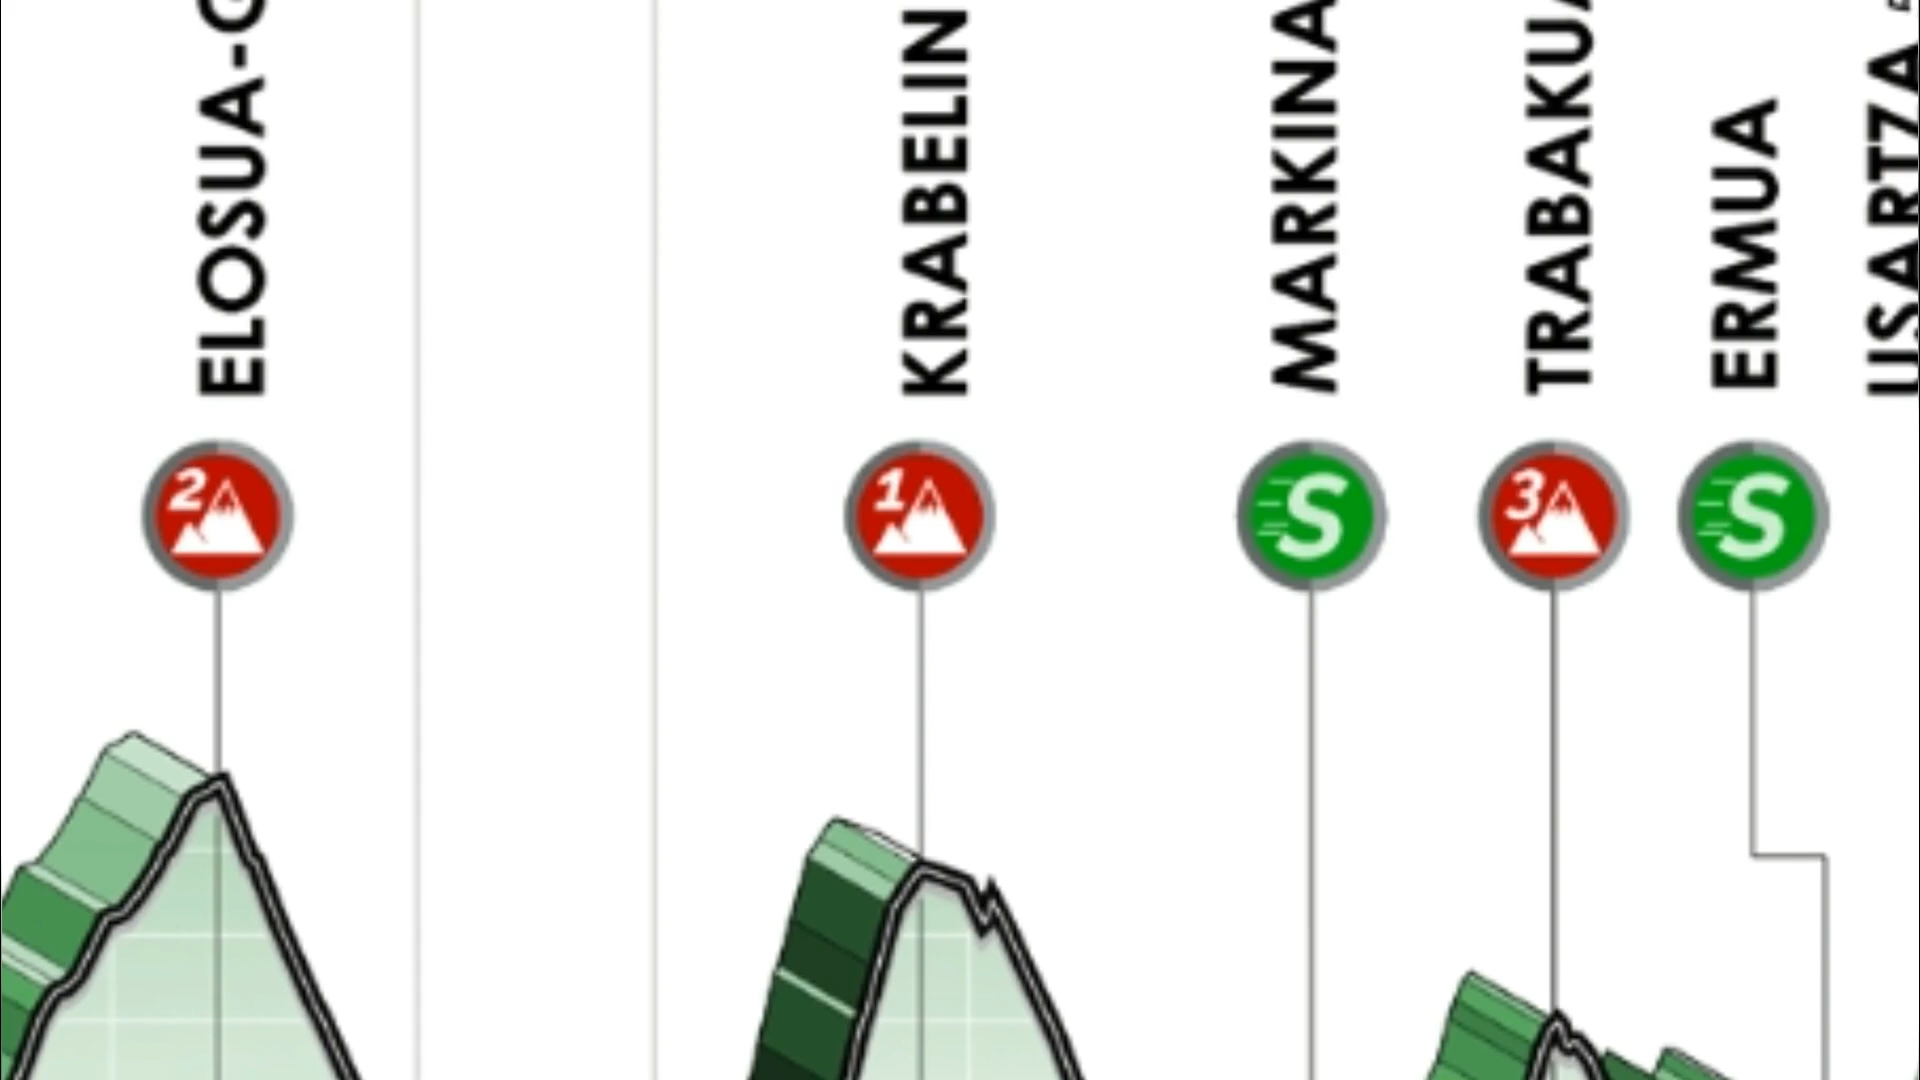 ELOSUA-G
KRABELIN
MARKINA
TRABAKUA
ERMUA
USARTZA
2
1
S
3
S